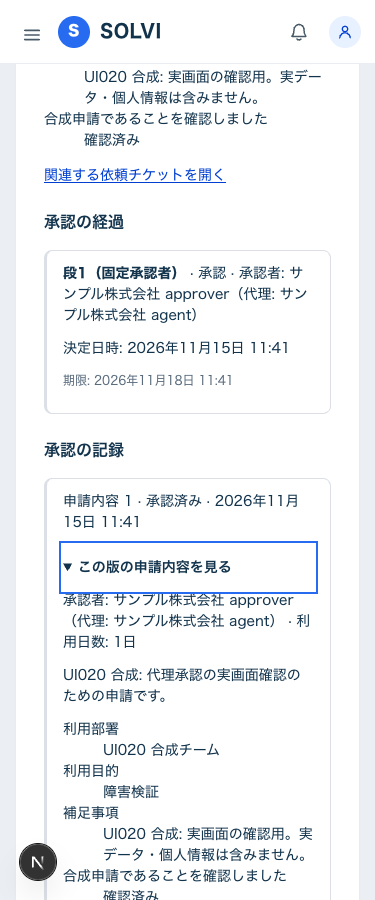 S SOLVI
UI020 合成: 実画面の確認用。実デー
タ・個人情報は含みません。
合成申請であることを確認しました
確認済み
関連する依頼チケットを開く
承認の経過
段1（固定承認者） · 承認 · 承認者: サ
ンプル株式会社 approver（代理: サン
プル株式会社 agent）
決定日時: 2026年11月15日 11:41
期限: 2026年11月18日 11:41
承認の記録
申請内容 1 · 承認済み · 2026年11月
15日 11:41
▼ この版の申請内容を見る
承認者: サンプル株式会社 approver
（代理: サンプル株式会社 agent） · 利
用日数: 1日
UI020 合成: 代理承認の実画面確認の
ための申請です。
利用部署
UI020 合成チーム
利用目的
障害検証
補足事項
UI020 合成: 実画面の確認用。実
データ・個人情報は含みません。
合成申請であることを確認しました
確認済み
N